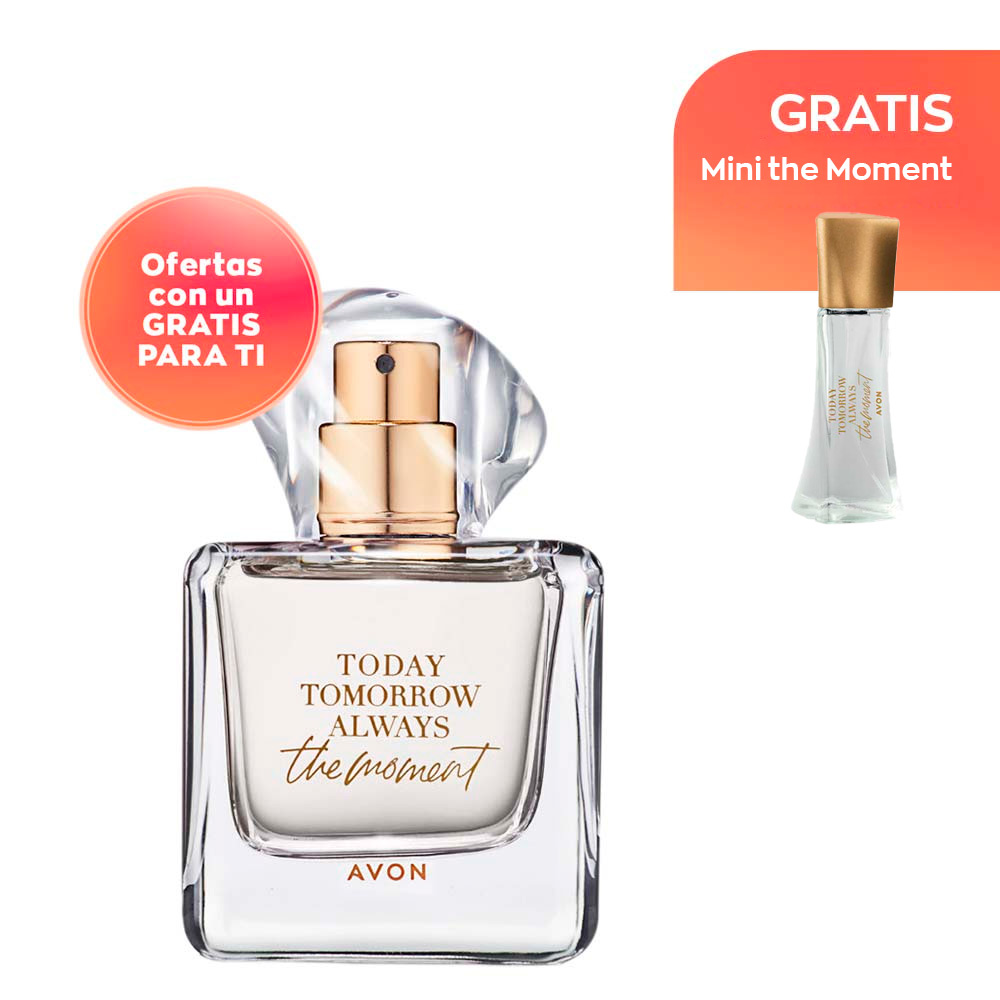 GRATIS
Mini the Moment
Ofertas
con un
GRATIS
PARA TI
TODAY
TOMORROW
ALWAYS
the moment
AVON
TODAY
TOMORROW
ALWAYS
the moment
AVON